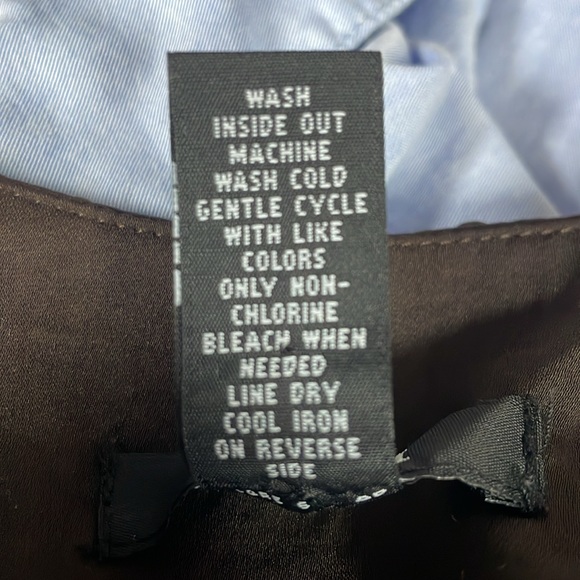 WASH
INSIDE OUT
MACHINE
WASH COLD
GENTLE CYCLE
WITH LIKE
COLORS
ONLY NON-
CHLORINE
BLEACH WHEN
NEEDED
LINE DRY
COOL IRON
ON REVERSE
SIDE